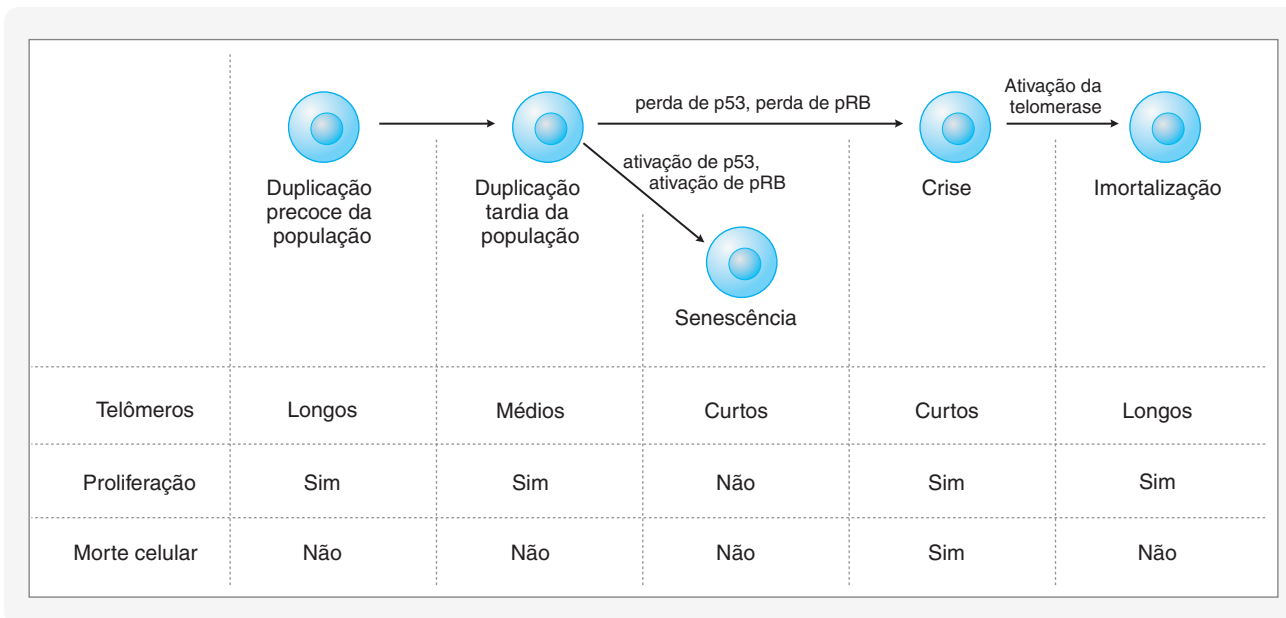 perda de p53, perda de pRB
Ativação da
telomerase
ativação de p53,
ativação de pRB
Duplicação
precoce da
população
Duplicação
tardia da
população
Crise
Imortalização
Senescência
Telômeros Longos Médios Curtos Curtos Longos
Proliferação Sim Sim Não Sim Sim
Morte celular Não Não Não Sim Não